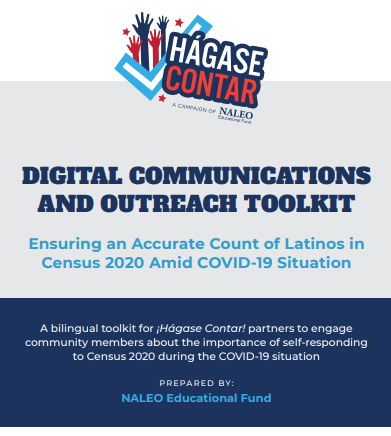 HÁGASE
CONTAR
A CAMPAIGN OF NALEO
Educational Fund
DIGITAL COMMUNICATIONS
AND OUTREACH TOOLKIT
Ensuring an Accurate Count of Latinos in
Census 2020 Amid COVID-19 Situation
A bilingual toolkit for ¡Hágase Contar! partners to engage
community members about the importance of self-responding
to Census 2020 during the COVID-19 situation
PREPARED BY:
NALEO Educational Fund